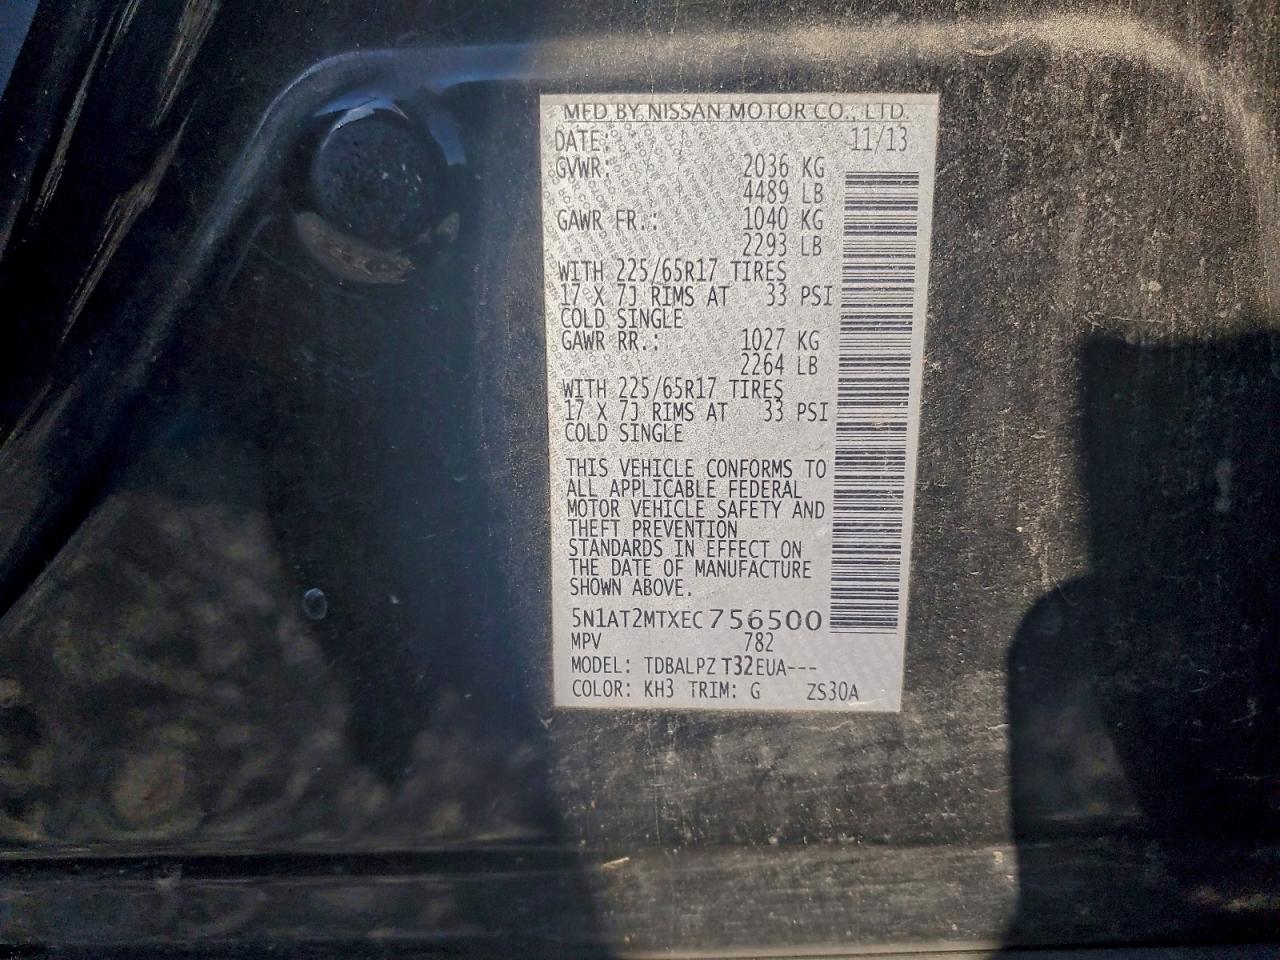 MFD BY NISSAN MOTOR CO., LTD.
DATE: 11/13
GVWR: 2036 KG
4489 LB
GAWR FR.: 1040 KG
2293 LB
WITH 225/65R17 TIRES
17 X 7J RIMS AT 33 PSI
COLD SINGLE
GAWR RR.: 1027 KG
2264 LB
WITH 225/65R17 TIRES
17 X 7J RIMS AT 33 PSI
COLD SINGLE
THIS VEHICLE CONFORMS TO
ALL APPLICABLE FEDERAL
MOTOR VEHICLE SAFETY AND
THEFT PREVENTION
STANDARDS IN EFFECT ON
THE DATE OF MANUFACTURE
SHOWN ABOVE.
5N1AT2MTXEC756500
MPV 782
MODEL: TDBALPZ T32EUA---
COLOR: KH3 TRIM: G ZS30A